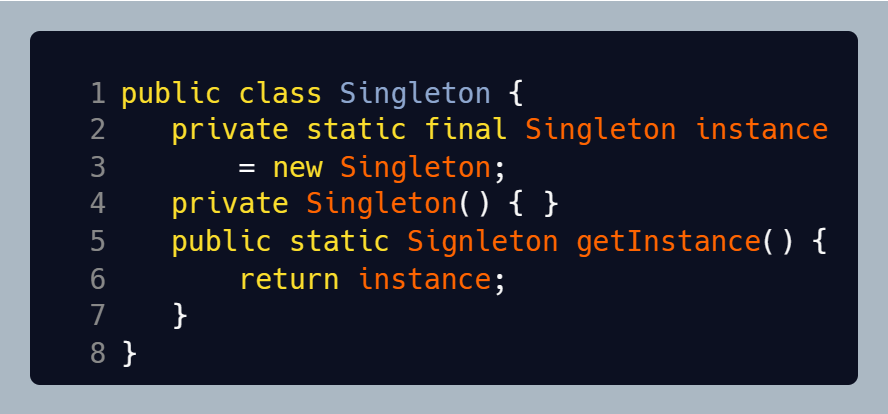 1 public class Singleton {
2    private static final Singleton instance
3        = new Singleton;
4    private Singleton() { }
5    public static Signleton getInstance() {
6        return instance;
7    }
8 }